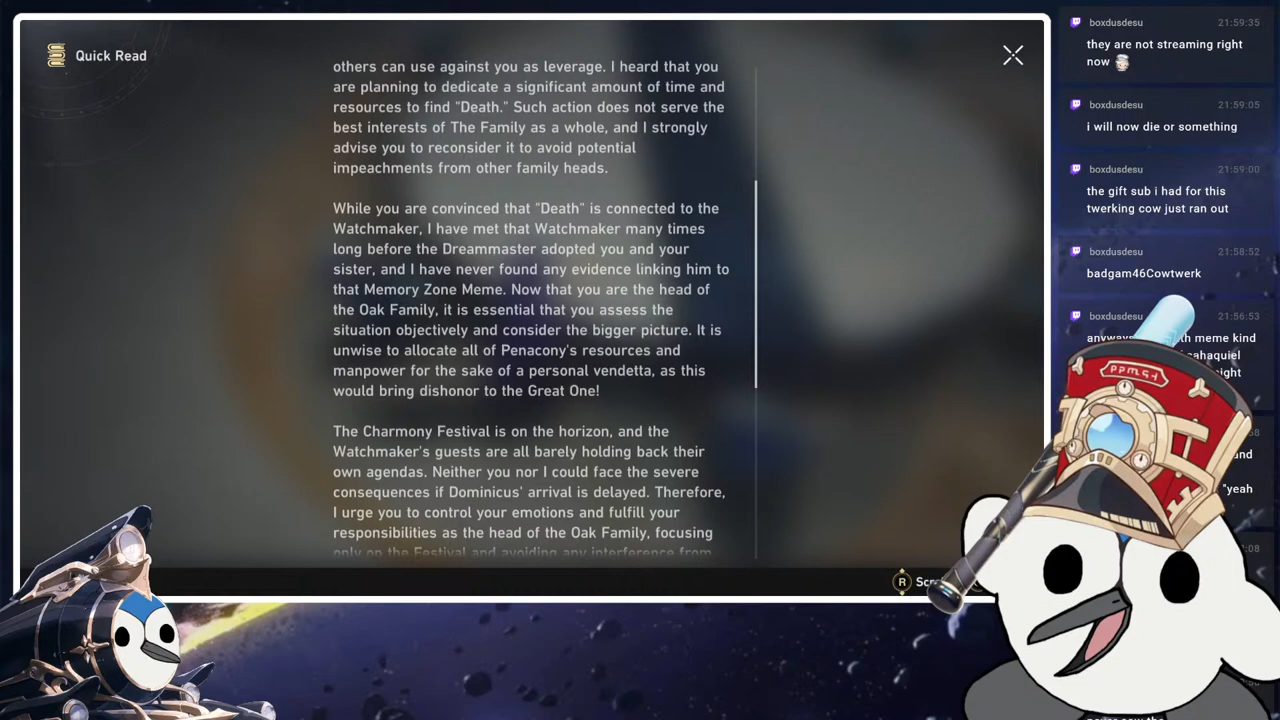 Quick Read
others can use against you as leverage. I heard that you
are planning to dedicate a significant amount of time and
resources to find "Death." Such action does not serve the
best interests of The Family as a whole, and I strongly
advise you to reconsider it to avoid potential
impeachments from other family heads.
While you are convinced that "Death" is connected to the
Watchmaker, I have met that Watchmaker many times
long before the Dreammaster adopted you and your
sister, and I have never found any evidence linking him to
that Memory Zone Meme. Now that you are the head of
the Oak Family, it is essential that you assess the
situation objectively and consider the bigger picture. It is
unwise to allocate all of Penacony's resources and
manpower for the sake of a personal vendetta, as this
would bring dishonor to the Great One!
The Charmony Festival is on the horizon, and the
Watchmaker's guests are all barely holding back their
own agendas. Neither you nor I could face the severe
consequences if Dominicus' arrival is delayed. Therefore,
I urge you to control your emotions and fulfill your
responsibilities as the head of the Oak Family, focusing
only on the Festival and avoiding any interference from
R
boxdusdesu 21:59:35
they are not streaming right
now
boxdusdesu 21:59:05
i will now die or something
boxdusdesu 21:59:00
the gift sub i had for this
twerking cow just ran out
boxdusdesu 21:58:52
badgam46Cowtwerk
boxdusdesu 21:56:53
meme kind
"yeah